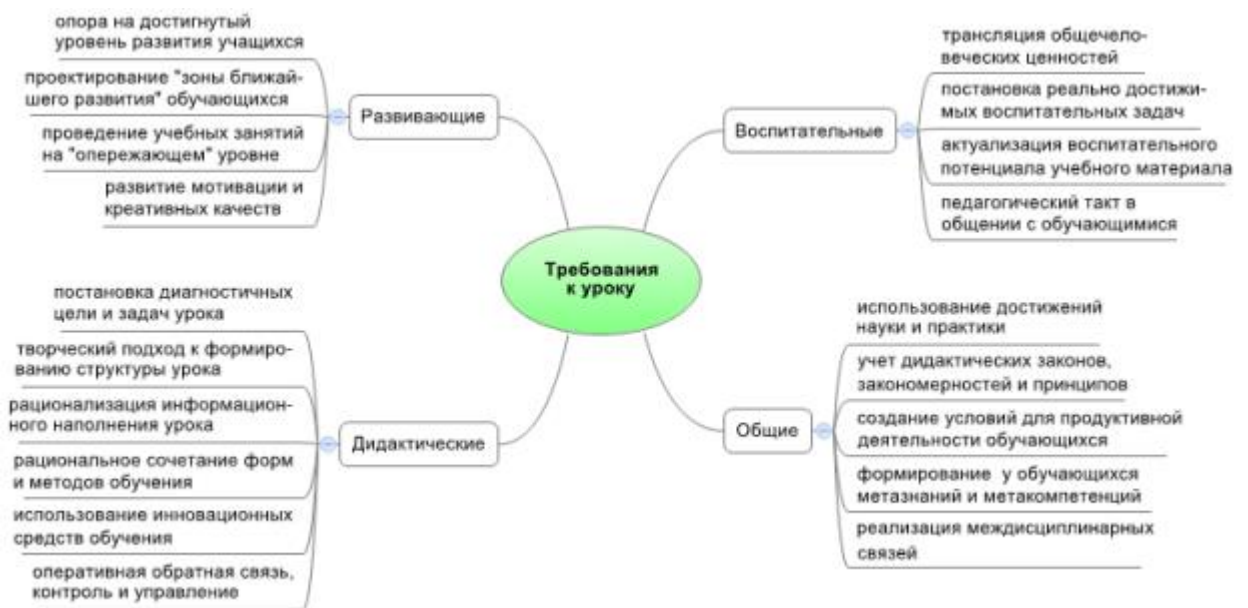 опора на достигнутый
уровень развития учащихся
проектирование "зоны ближай-
шего развития" обучающихся
проведение учебных занятий
на "опережающем" уровне
развитие мотивации и
креативных качеств
Развивающие
трансляция общечело-
веческих ценностей
постановка реально достижи-
мых воспитательных задач
актуализация воспитательного
потенциала учебного материала
педагогический такт в
общении с обучающимися
Воспитательные
Требования
к уроку
постановка диагностичных
цели и задач урока
творческий подход к формиро-
ванию структуры урока
рационализация информацион-
ного наполнения урока
рациональное сочетание форм
и методов обучения
использование инновационных
средств обучения
оперативная обратная связь,
контроль и управление
Дидактические
использование достижений
науки и практики
учет дидактических законов,
закономерностей и принципов
создание условий для продуктивной
деятельности обучающихся
формирование у обучающихся
метазнаний и метакомпетенций
реализация междисциплинарных
связей
Общие